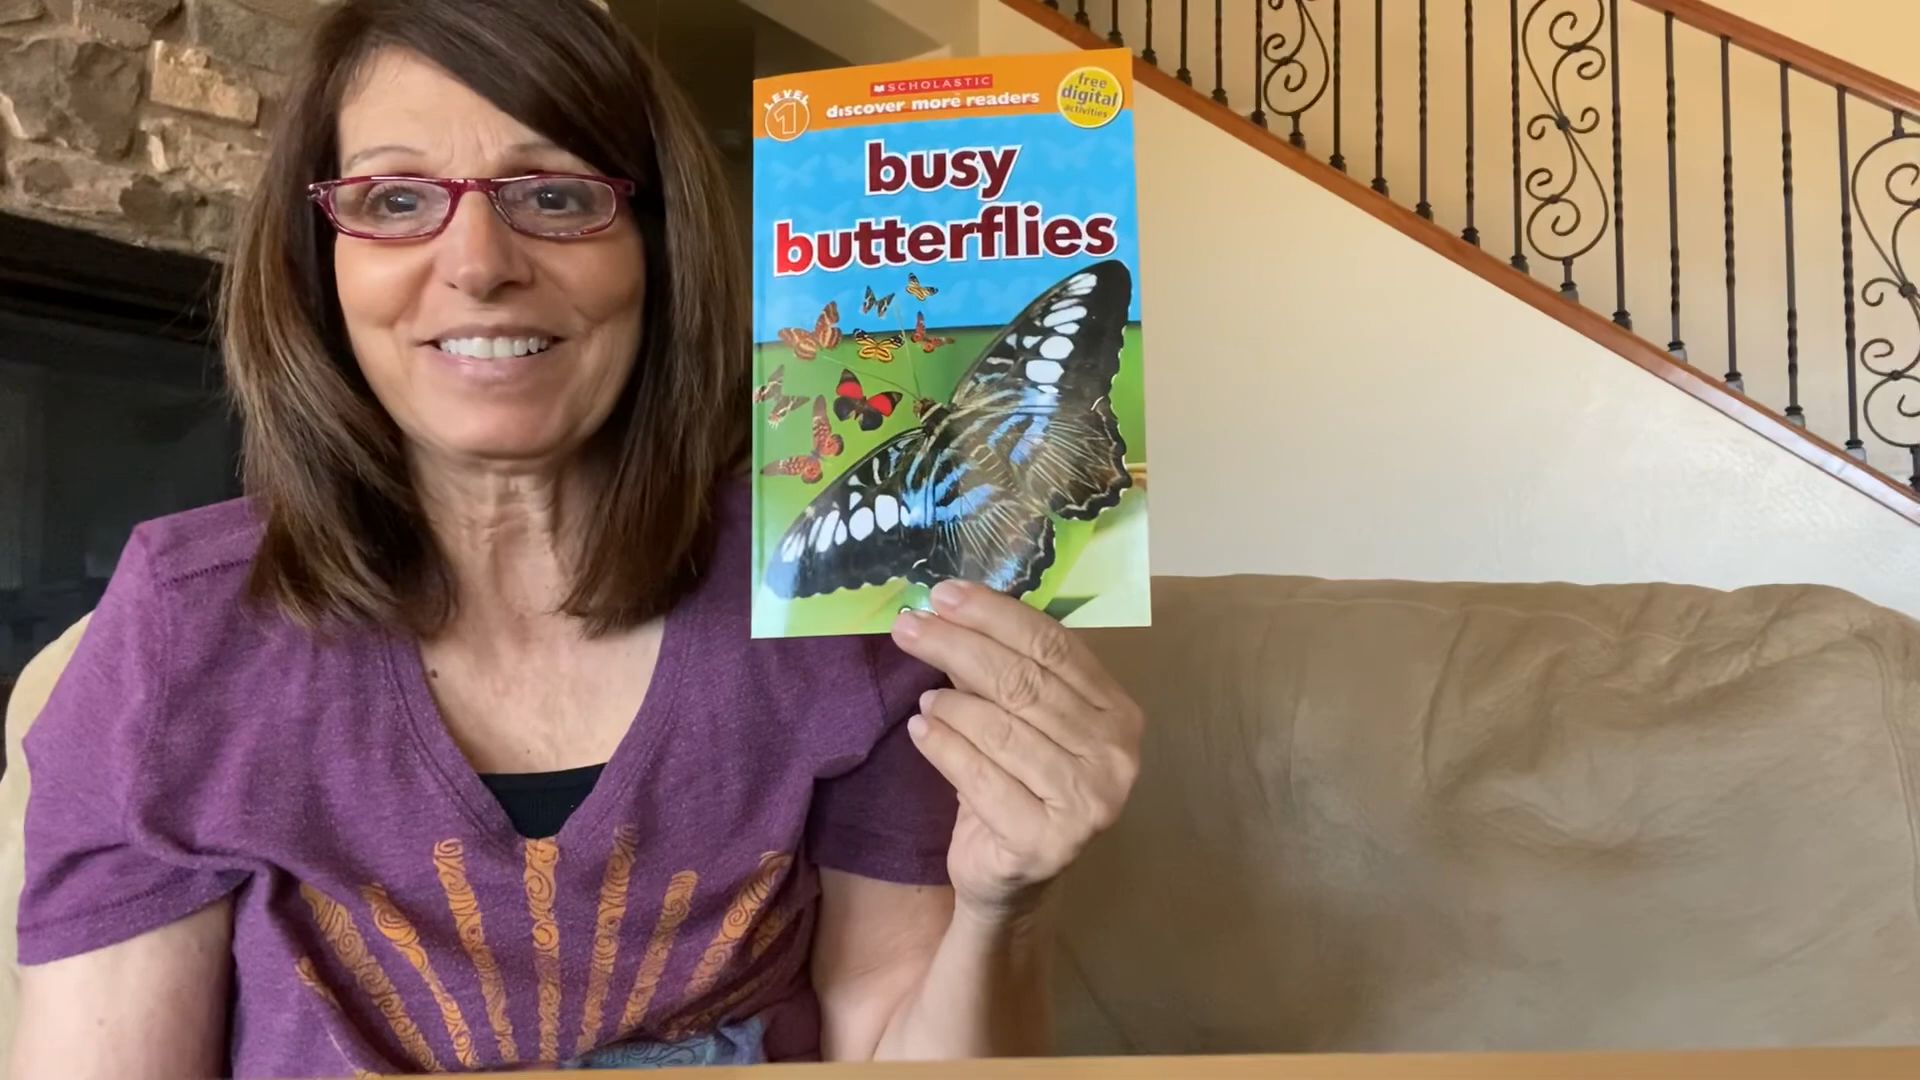 SCHOLASTIC
LEVEL
1
discover more readers
free
digital
activities
busy
butterflies